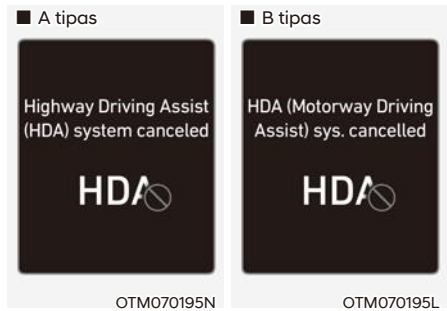 ■ A tipas
Highway Driving Assist
(HDA) system canceled
HDA
OTM070195N
■ B tipas
HDA (Motorway Driving
Assist) sys. cancelled
HDA
OTM070195L